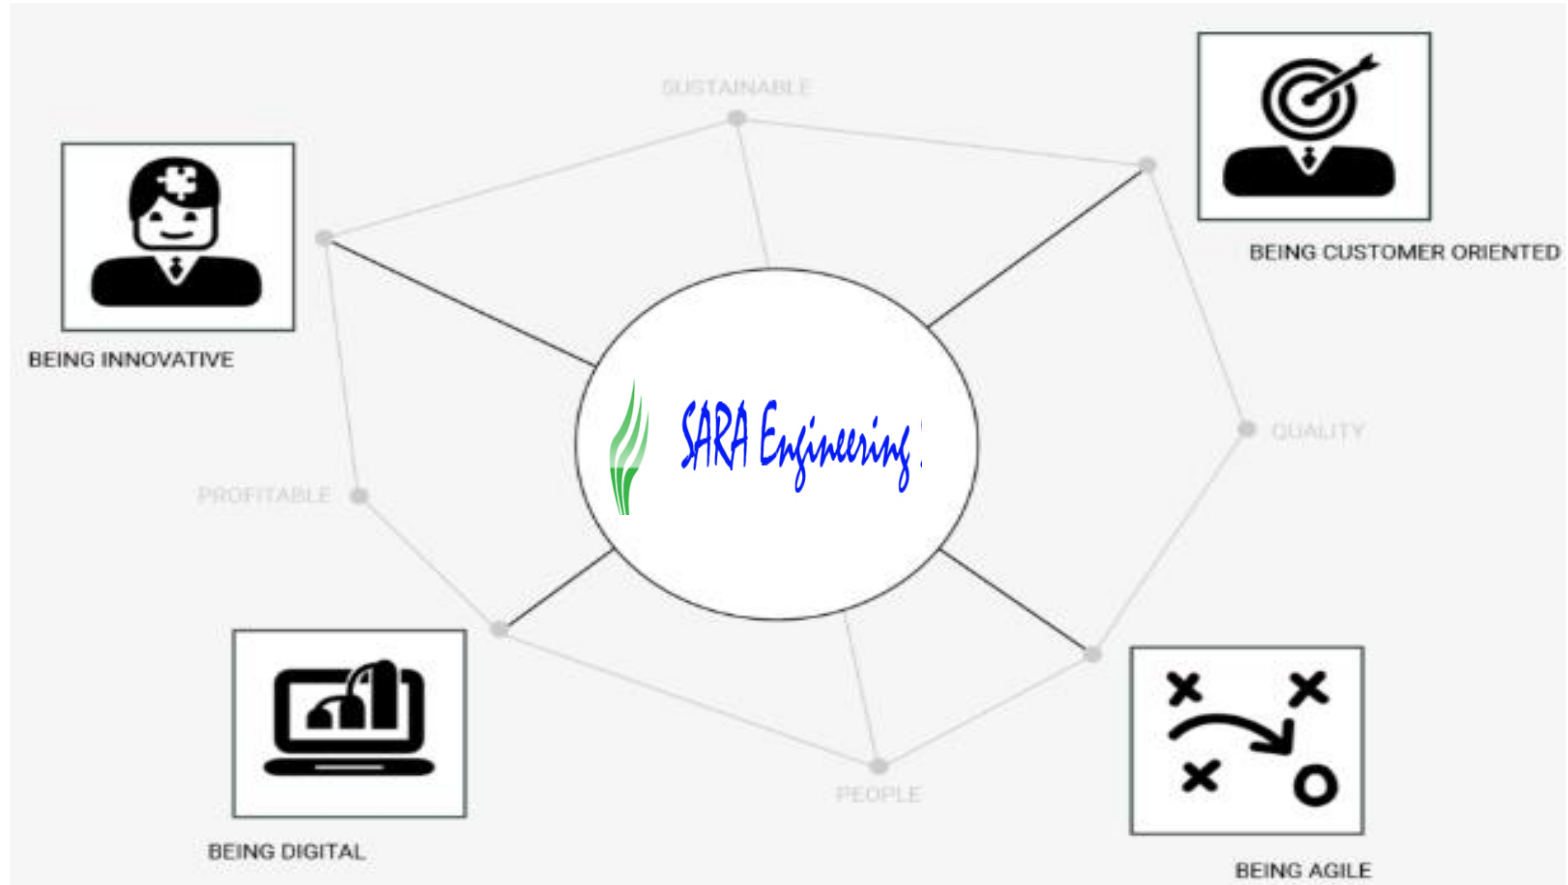 SUSTAINABLE
BEING CUSTOMER ORIENTED
BEING INNOVATIVE
SARA Engineering
QUALITY
PROFITABLE
PEOPLE
BEING DIGITAL
BEING AGILE